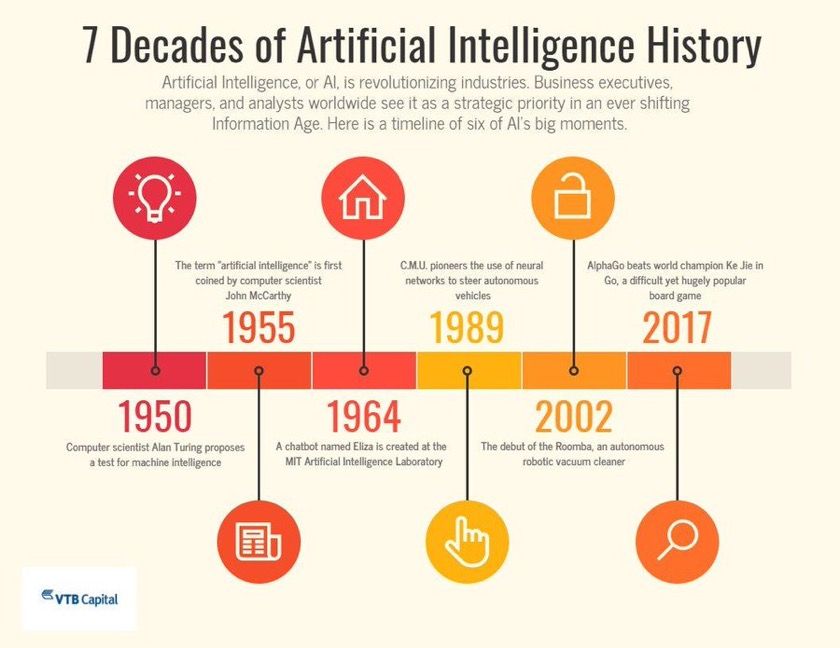 7 Decades of Artificial Intelligence History
Artificial Intelligence, or AI, is revolutionizing industries. Business executives,
managers, and analysts worldwide see it as a strategic priority in an ever shifting
Information Age. Here is a timeline of six of AI's big moments.
The term "artificial intelligence" is first
coined by computer scientist
John McCarthy
1955
C.M.U. pioneers the use of neural
networks to steer autonomous
vehicles
1989
AlphaGo beats world champion Ke Jie in
Go, a difficult yet hugely popular
board game
2017
1950
Computer scientist Alan Turing proposes
a test for machine intelligence
1964
A chatbot named Eliza is created at the
MIT Artificial Intelligence Laboratory
2002
The debut of the Roomba, an autonomous
robotic vacuum cleaner
VTB Capital